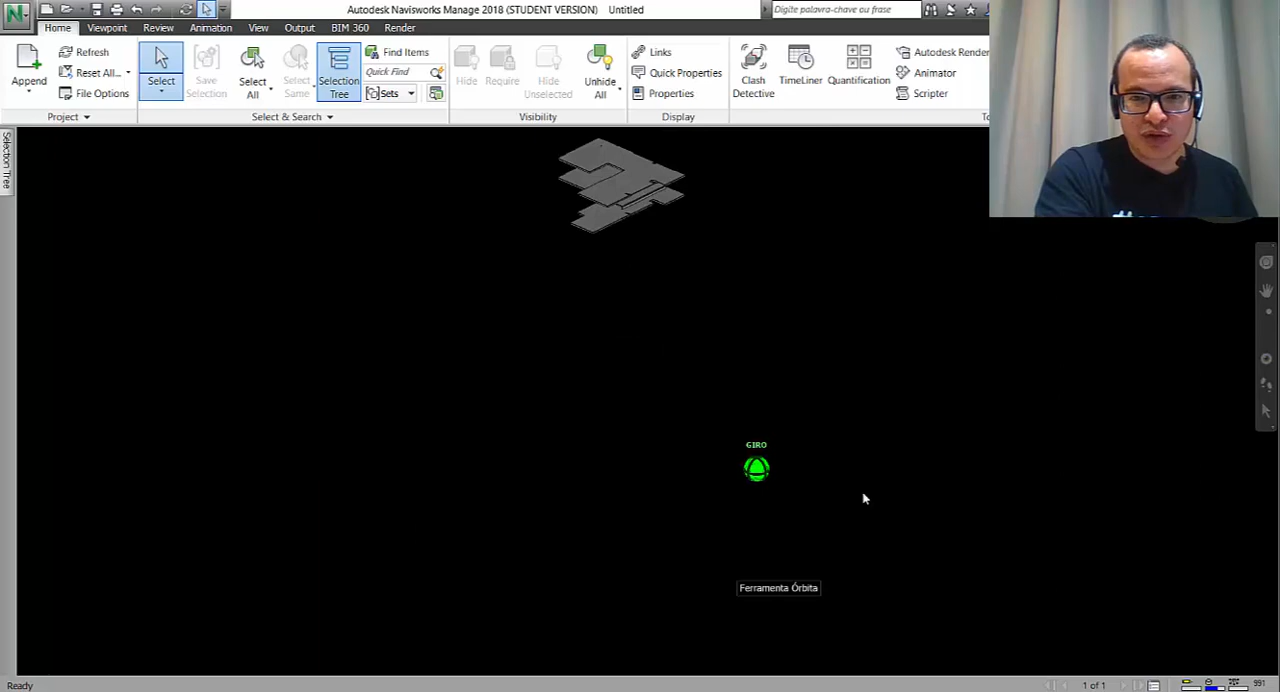 Autodesk Navisworks Manage 2018 (STUDENT VERSION) Untitled
Digite palavra-chave ou frase
Home Viewpoint Review Animation View Output BIM 360 Render
Append
Refresh
Reset All...
File Options
Project
Select
Save Selection
Select All
Select Same
Selection Tree
Find Items
Quick Find
Sets
Select & Search
Hide
Require
Hide Unselected
Unhide All
Visibility
Links
Quick Properties
Properties
Display
Clash Detective
TimeLiner
Quantification
Autodesk Render
Animator
Scripter
To
Selection Tree
GIRO
Ferramenta Órbita
Ready
1 of 1
991